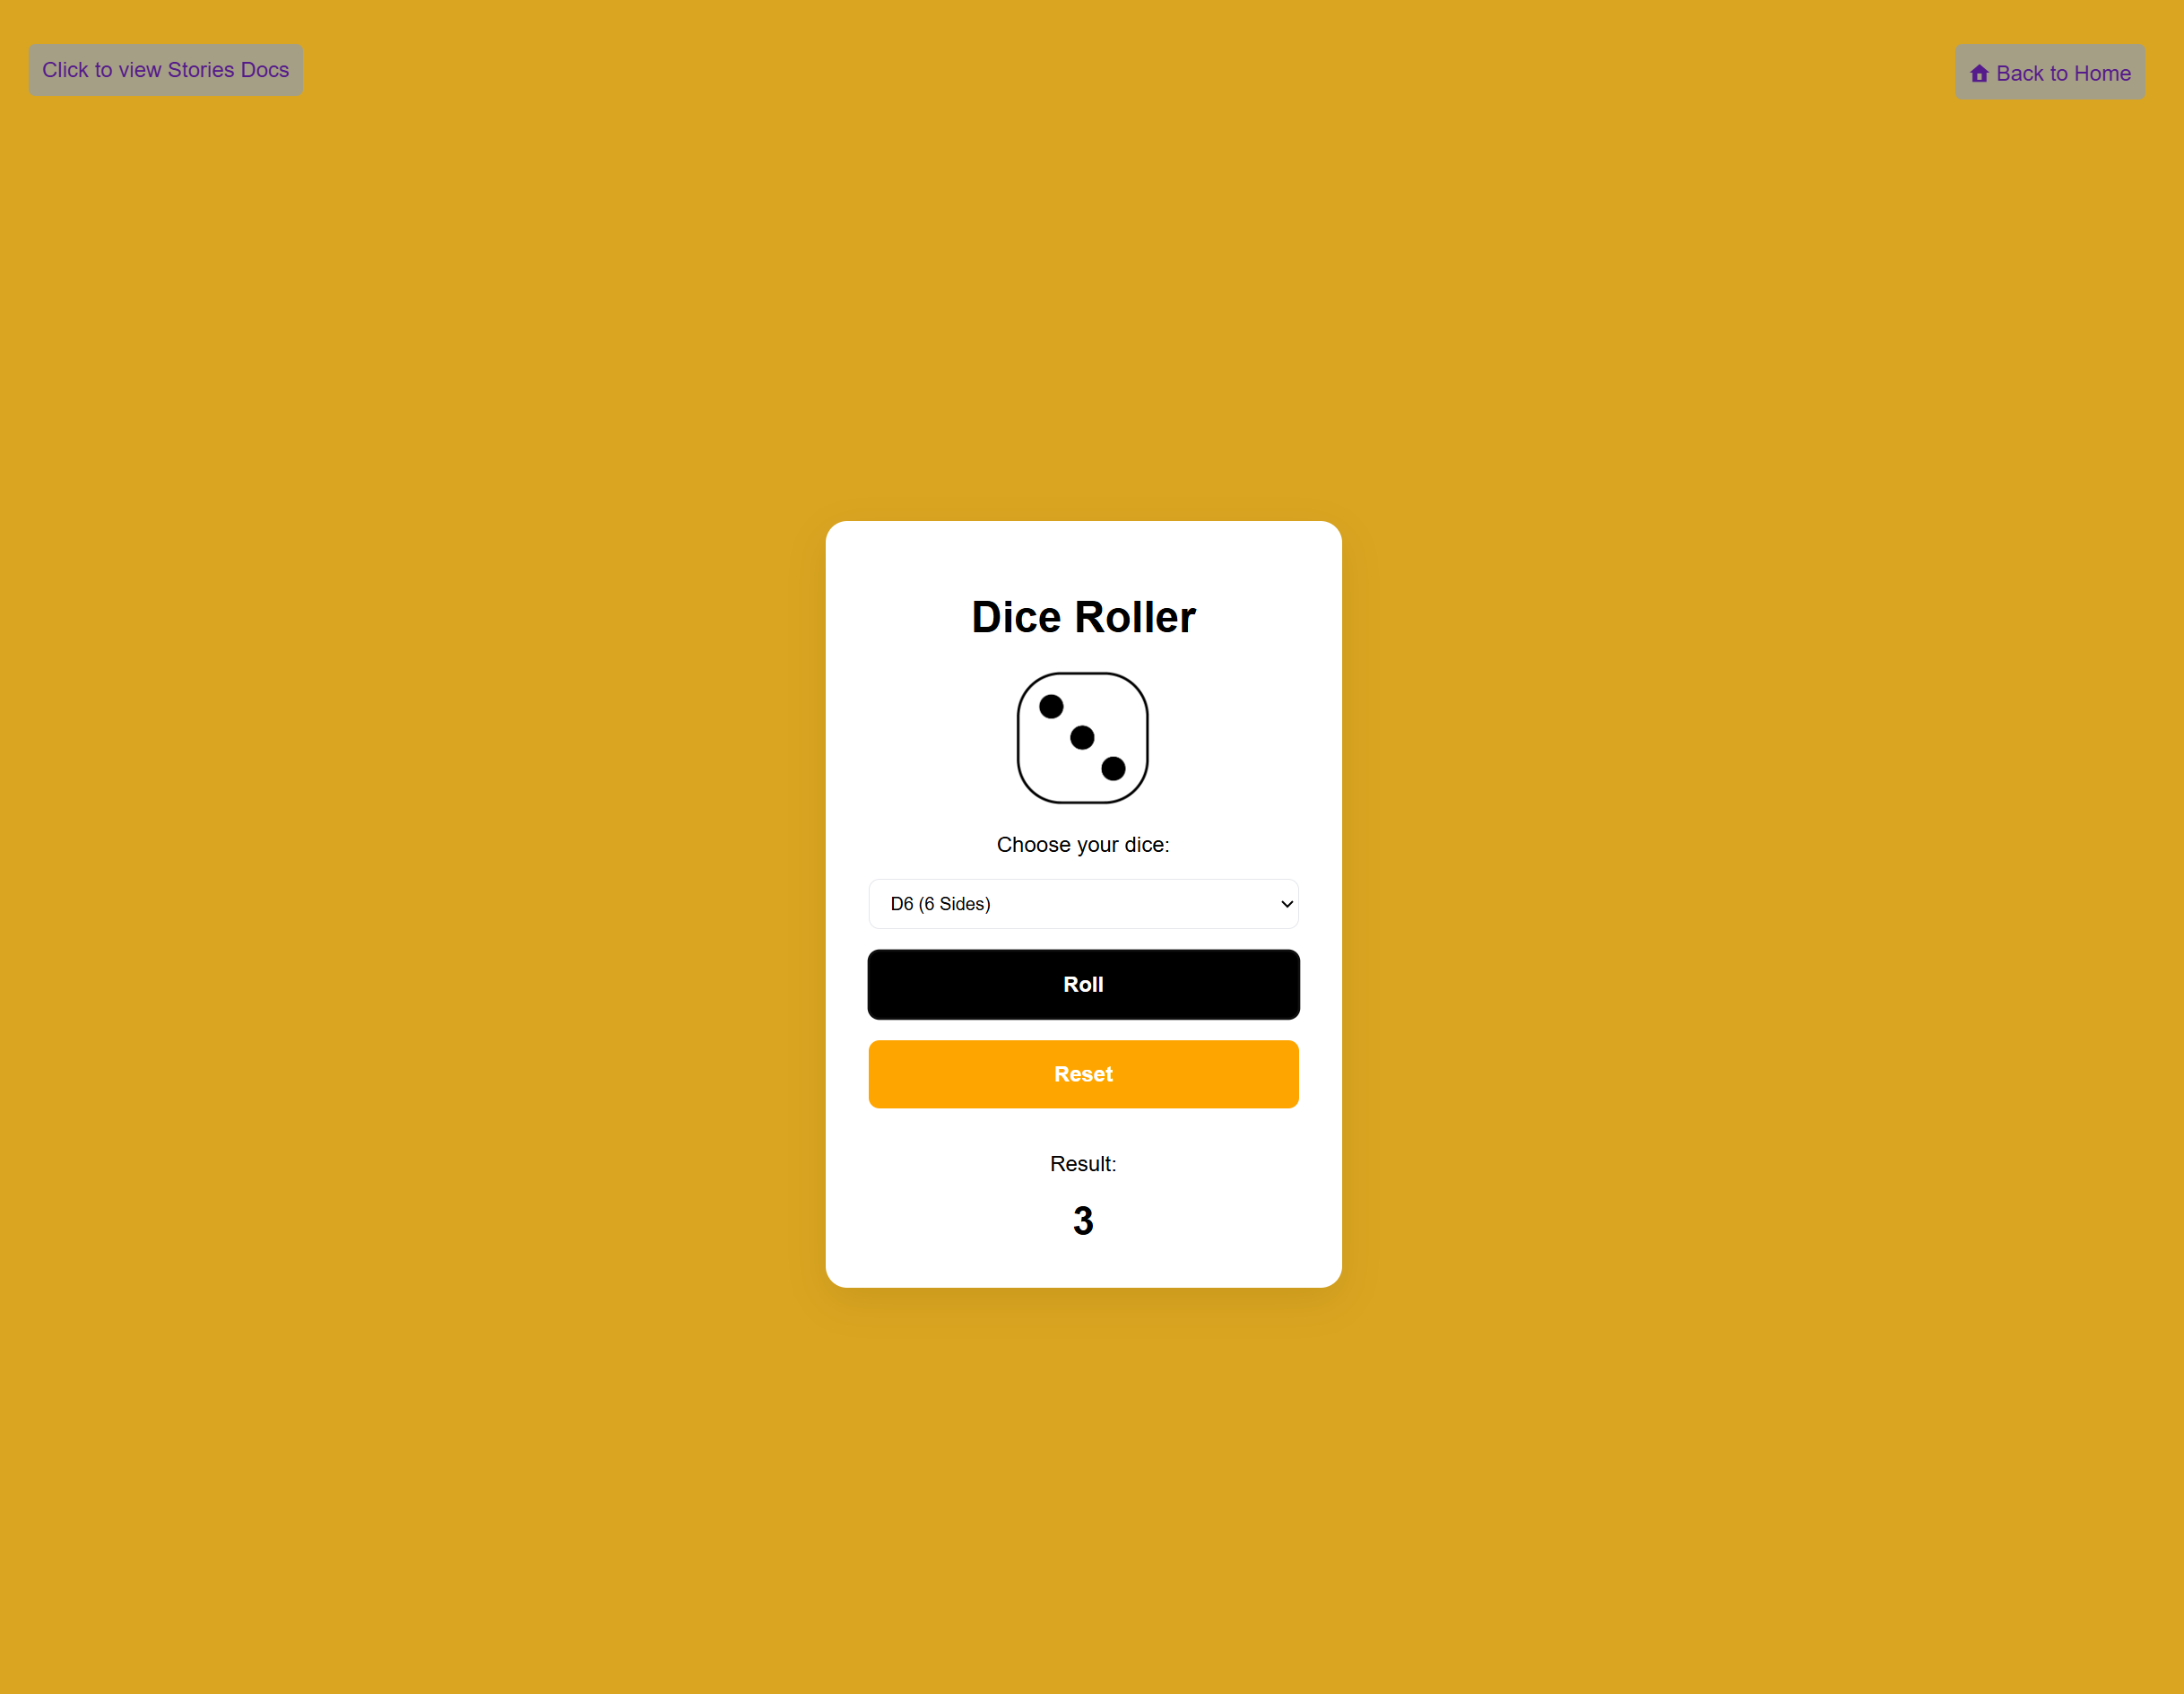 Click to view Stories Docs
Back to Home
Dice Roller
Choose your dice:
D6 (6 Sides)
Roll
Reset
Result:
3